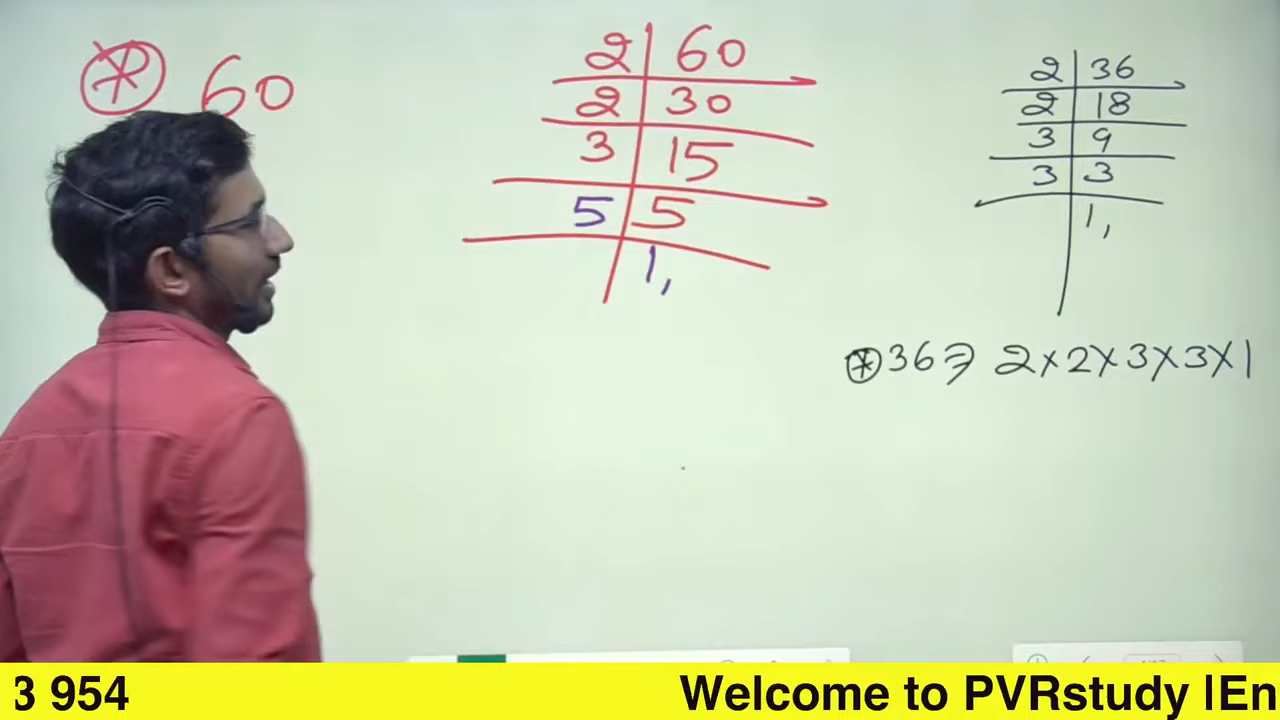 ⊛ 60
2 | 60
2 | 30
3 | 15
5 | 5
1,
2 | 36
2 | 18
3 | 9
3 | 3
1,
⊛ 36 ⇒ 2×2×3×3×1
3 954
Welcome to PVRstudy IEn